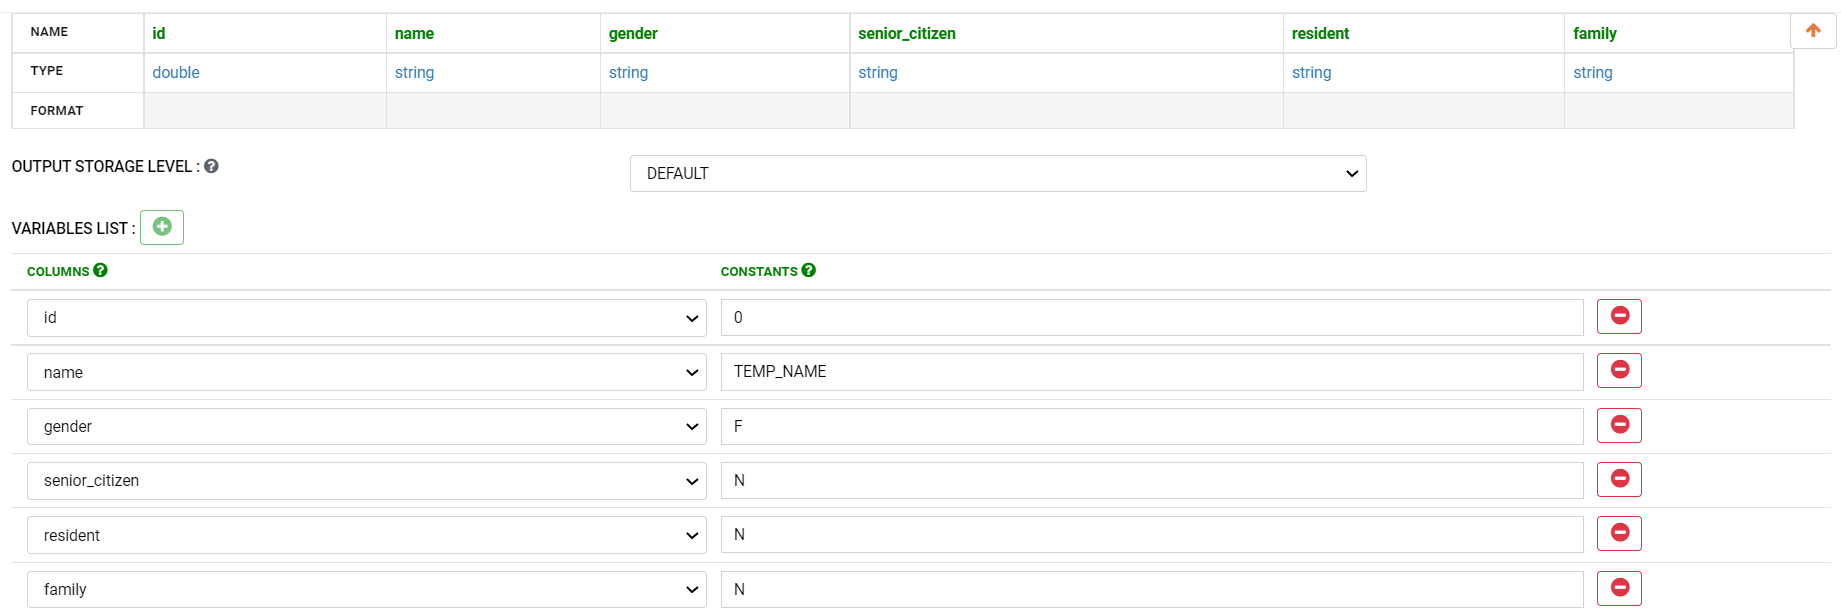 NAME id name gender senior_citizen resident family
TYPE double string string string string string
FORMAT
OUTPUT STORAGE LEVEL : ?
DEFAULT
VARIABLES LIST :
COLUMNS ? CONSTANTS ?
id 0
name TEMP_NAME
gender F
senior_citizen N
resident N
family N